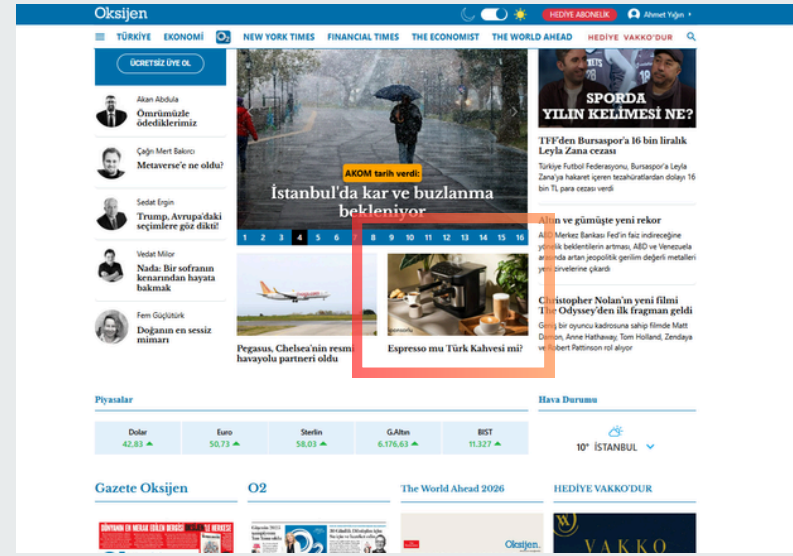 Oksijen
HEDİYE ABONELİK
Ahmet Yığın
TÜRKİYE EKONOMİ O2 NEW YORK TIMES FINANCIAL TIMES THE ECONOMIST THE WORLD AHEAD HEDİYE VAKKO'DUR
ÜCRETSİZ ÜYE OL
Akan Abdula
Ömrümüzle
ödediklerimiz
Çağrı Mert Bakırcı
Metaverse'e ne oldu?
Sedat Ergin
Trump, Avrupa'daki
seçimlere göz dikti!
Vedat Milor
Nada: Bir sofranın
kenarından hayata
bakmak
Fem Güçlütürk
Doğanın en sessiz
mimarı
AKOM tarih verdi:
İstanbul'da kar ve buzlanma
bekleniyor
1 2 3 4 5 6 7 8 9 10 11 12 13 14 15 16
Pegasus, Chelsea'nin resmi
havayolu partneri oldu
Espresso mu Türk Kahvesi mi?
SPORDA
YILIN KELİMESİ NE?
TFF'den Bursaspor'a 16 bin liralık
Leyla Zana cezası
Türkiye Futbol Federasyonu, Bursaspor'a Leyla
Zana'ya hakaret içeren tezahüratlardan dolayı 16
bin TL para cezası verdi
Altın ve gümüşte yeni rekor
ABD Merkez Bankası Fed'in faiz indireceğine
yönelik beklentilerin artması, ABD ve Venezuela
arasında artan jeopolitik gerilim değerli metalleri
yeni zirvelerine çıkardı
Christopher Nolan'ın yeni filmi
The Odyssey'den ilk fragman geldi
Geniş bir oyuncu kadrosuna sahip filmde Matt
Damon, Anne Hathaway, Tom Holland, Zendaya
ve Robert Pattinson rol alıyor
Piyasalar
Dolar
42,83
Euro
50,73
Sterlin
58,03
G.Altın
6.176,63
BIST
11.327
Hava Durumu
10° İSTANBUL
Gazete Oksijen
O2
The World Ahead 2026
HEDİYE VAKKO'DUR
Oksijen
VAKKO